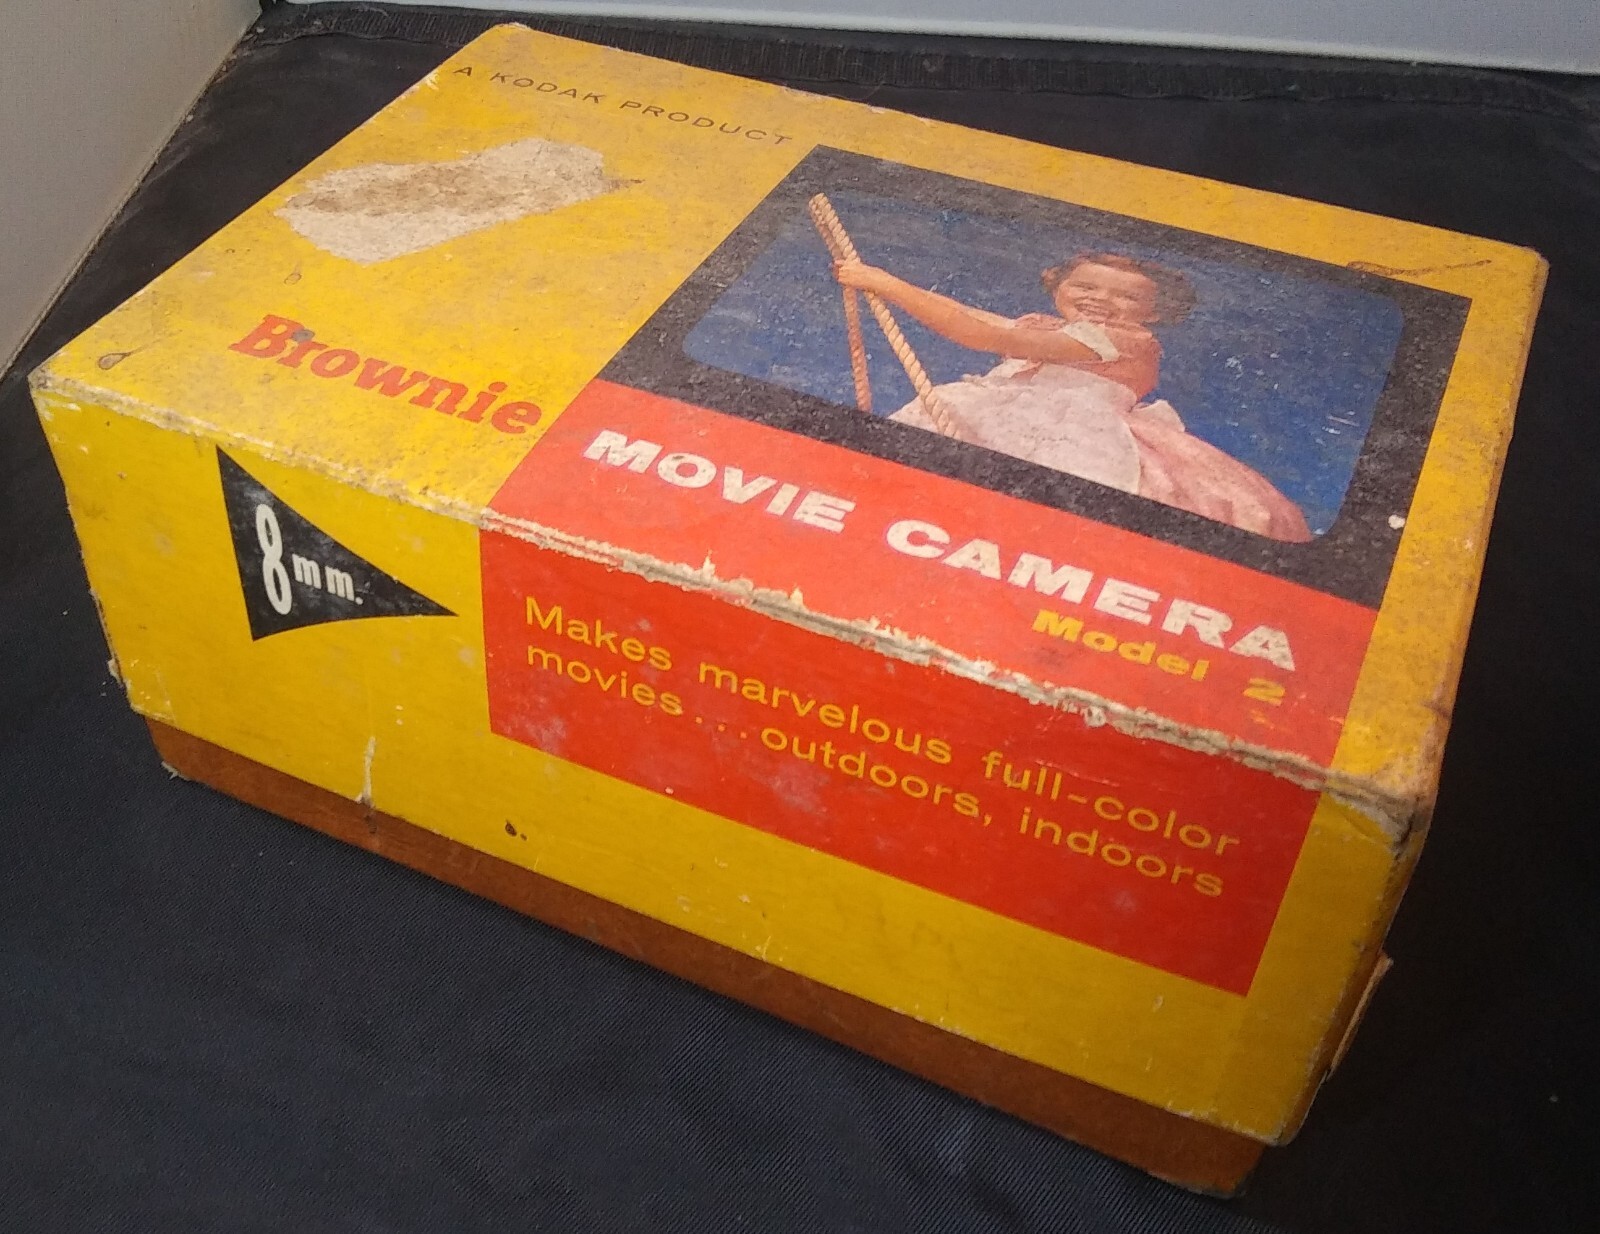 A KODAK PRODUCT
Brownie
MOVIE CAMERA
Model 2
8mm.
Makes marvelous full-color
movies...outdoors, indoors